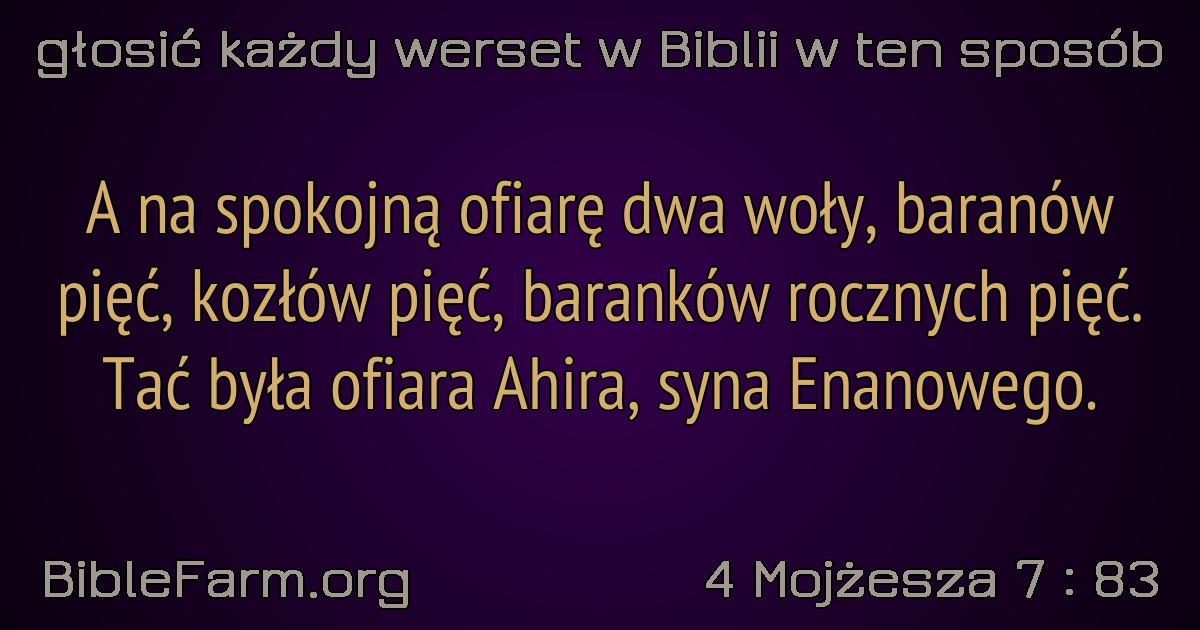 głosić każdy werset w Biblii w ten sposób
A na spokojną ofiarę dwa woły, baranów
pięć, kozłów pięć, baranków rocznych pięć.
Tać była ofiara Ahira, syna Enanowego.
BibleFarm.org
4 Mojżesza 7 : 83